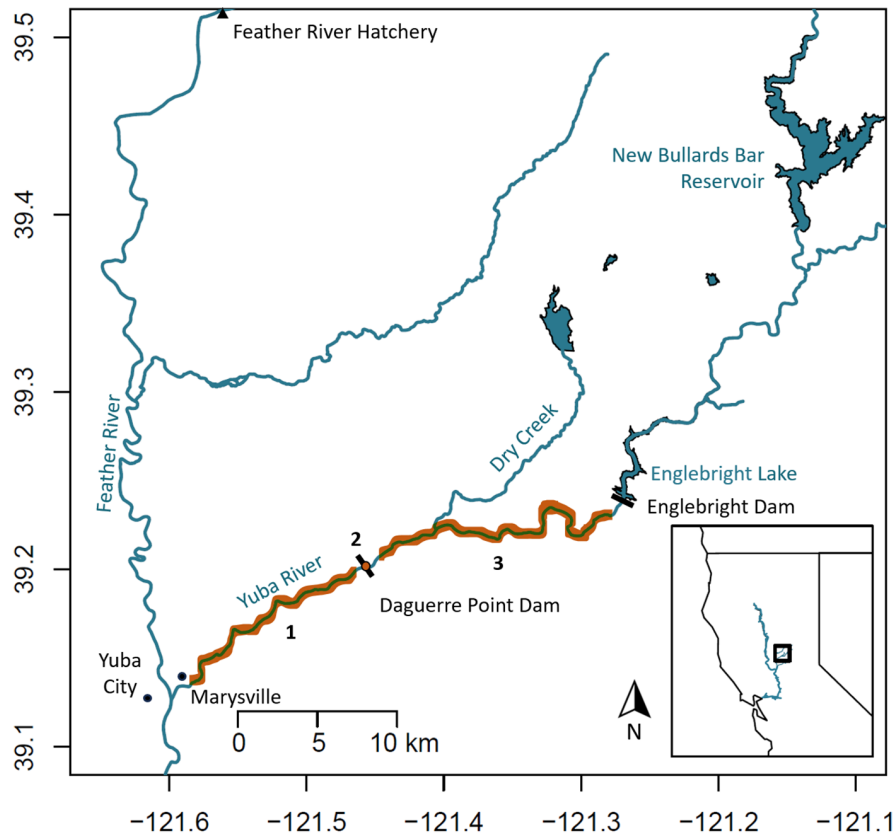 39.5
Feather River Hatchery
New Bullards Bar
Reservoir
39.4
39.3
Feather River
Dry Creek
Englebright Lake
Englebright Dam
39.2
2
3
Yuba River
Daguerre Point Dam
1
Yuba
City
Marysville
0 5 10 km
N
39.1
−121.6 −121.5 −121.4 −121.3 −121.2 −121.1